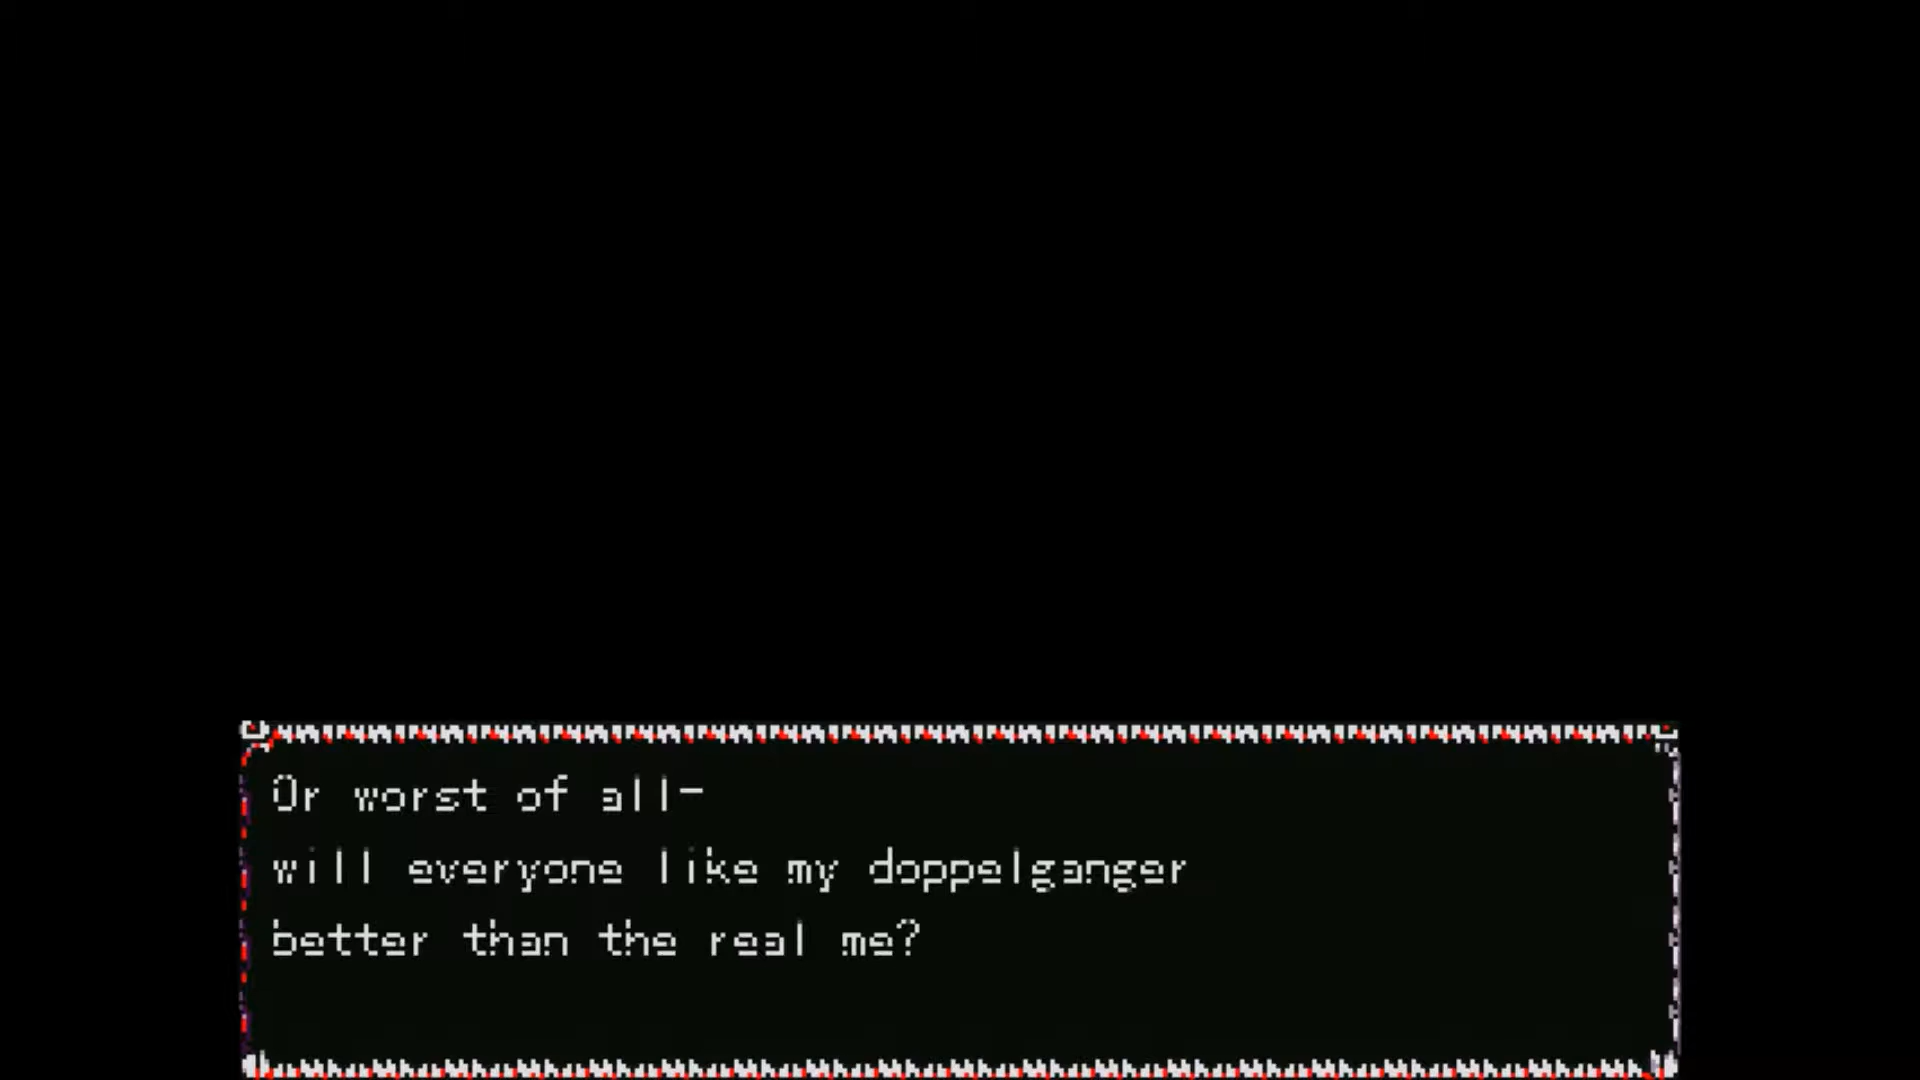 Or worst of all-
will everyone like my doppelganger
better than the real me?